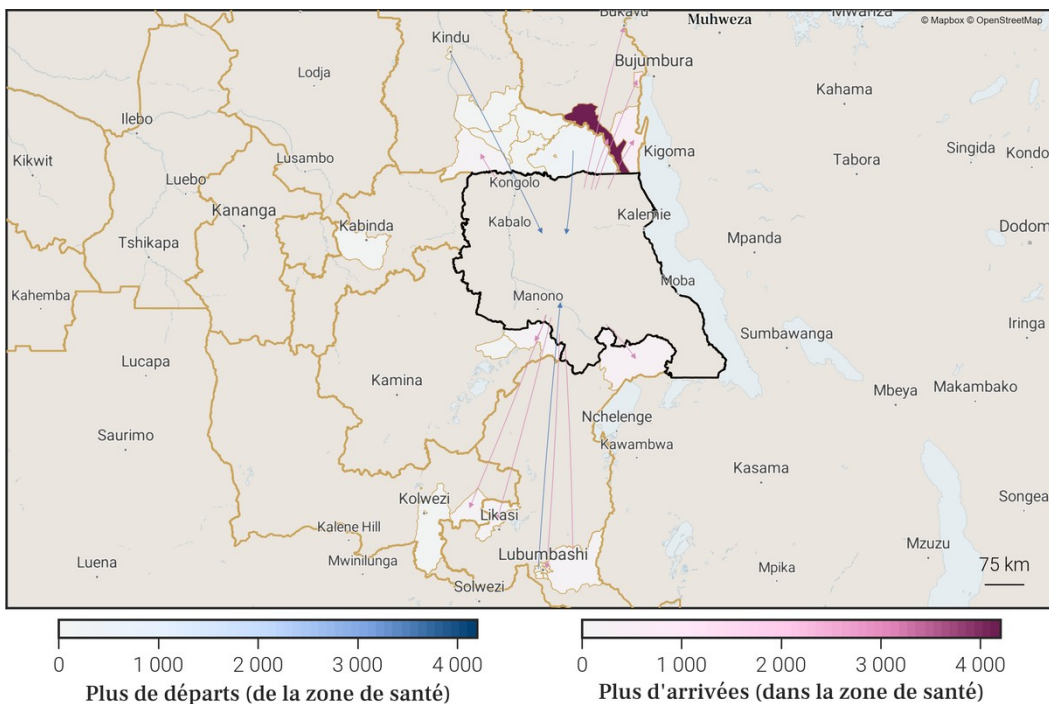 Bukavu
Muhweza
Mwanza
© Mapbox © OpenStreetMap
Kindu
Lodja
Bujumbura
Kahama
Ilebo
Kikwit
Lusambo
Luebo
Kigoma
Tabora
Singida
Kondo
Kananga
Kongolo
Kabinda
Kabalo
Kalemie
Tshikapa
Mpanda
Dodom
Kahemba
Manono
Moba
Iringa
Sumbawanga
Lucapa
Kamina
Mbeya
Makambako
Nchelenge
Saurimo
Kawambwa
Kasama
Kolwezi
Songea
Likasi
Kalene Hill
Mzuzu
Luena
Mwinilunga
Lubumbashi
Mpika
75 km
Solwezi
0 1 000 2 000 3 000 4 000
Plus de départs (de la zone de santé)
0 1 000 2 000 3 000 4 000
Plus d'arrivées (dans la zone de santé)